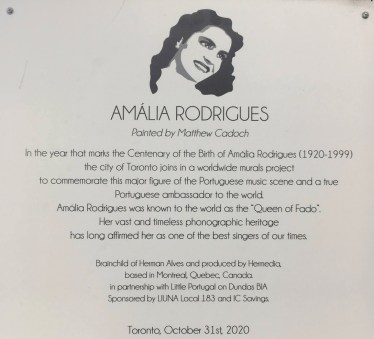 AMÁLIA RODRIGUES
Painted by Matthew Cadoch
In the year that marks the Centenary of the Birth of Amália Rodrigues (1920-1999)
the city of Toronto joins in a worldwide murals project
to commemorate this major figure of the Portuguese music scene and a true
Portuguese ambassador to the world.
Amália Rodrigues was known to the world as the "Queen of Fado".
Her vast and timeless phonographic heritage
has long affirmed her as one of the best singers of our times.
Brainchild of Herman Alves and produced by Hermedia,
based in Montreal, Quebec, Canada.
in partnership with Little Portugal on Dundas BIA
Sponsored by LIUNA Local 183 and IC Savings.
Toronto, October 31st, 2020